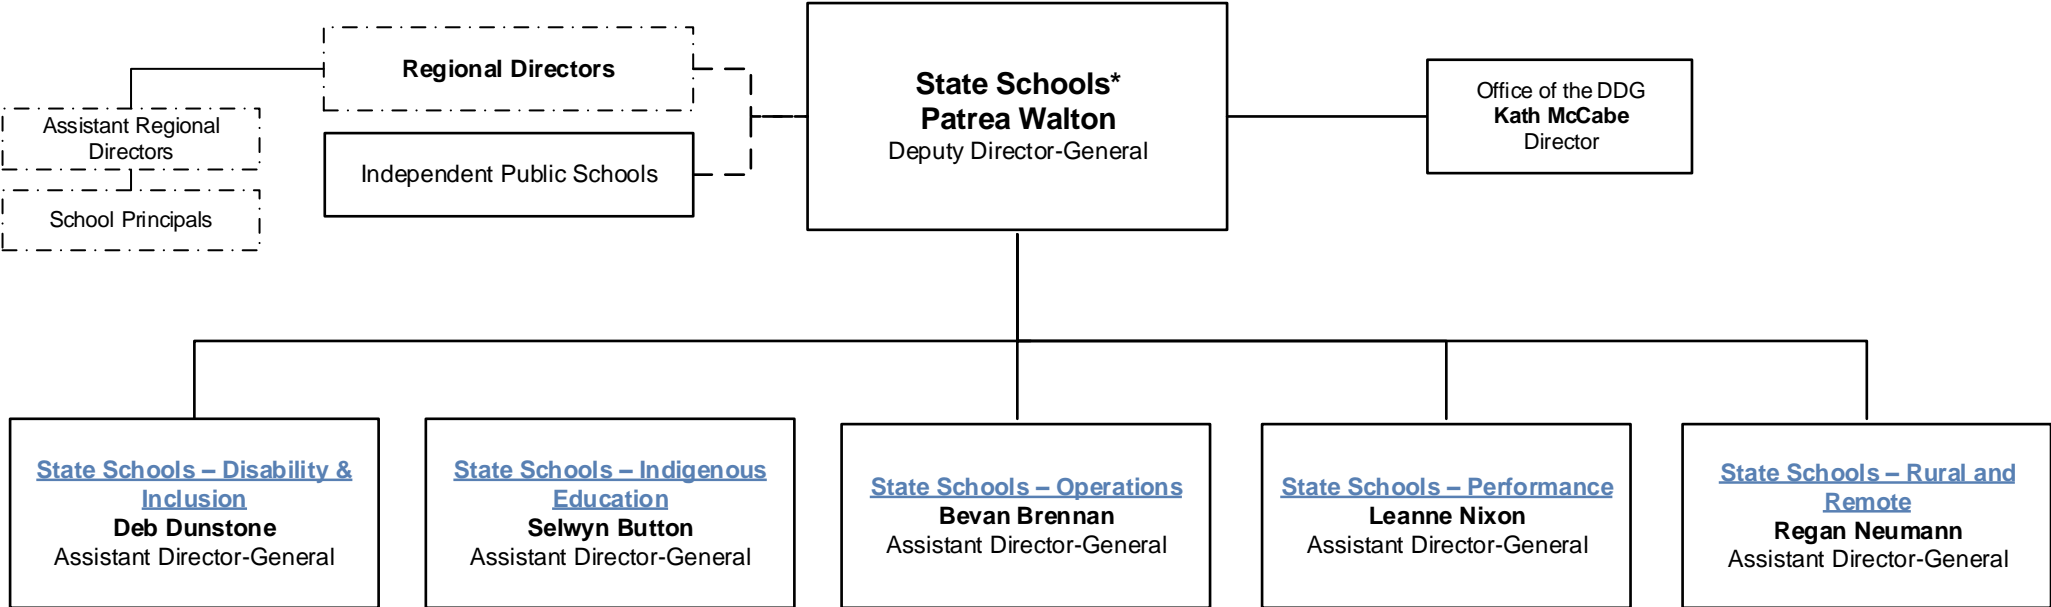 Regional Directors
Assistant Regional
Directors
School Principals
Independent Public Schools
State Schools*
Patrea Walton
Deputy Director-General
Office of the DDG
Kath McCabe
Director
State Schools – Disability &
Inclusion
Deb Dunstone
Assistant Director-General
State Schools – Indigenous
Education
Selwyn Button
Assistant Director-General
State Schools – Operations
Bevan Brennan
Assistant Director-General
State Schools – Performance
Leanne Nixon
Assistant Director-General
State Schools – Rural and
Remote
Regan Neumann
Assistant Director-General